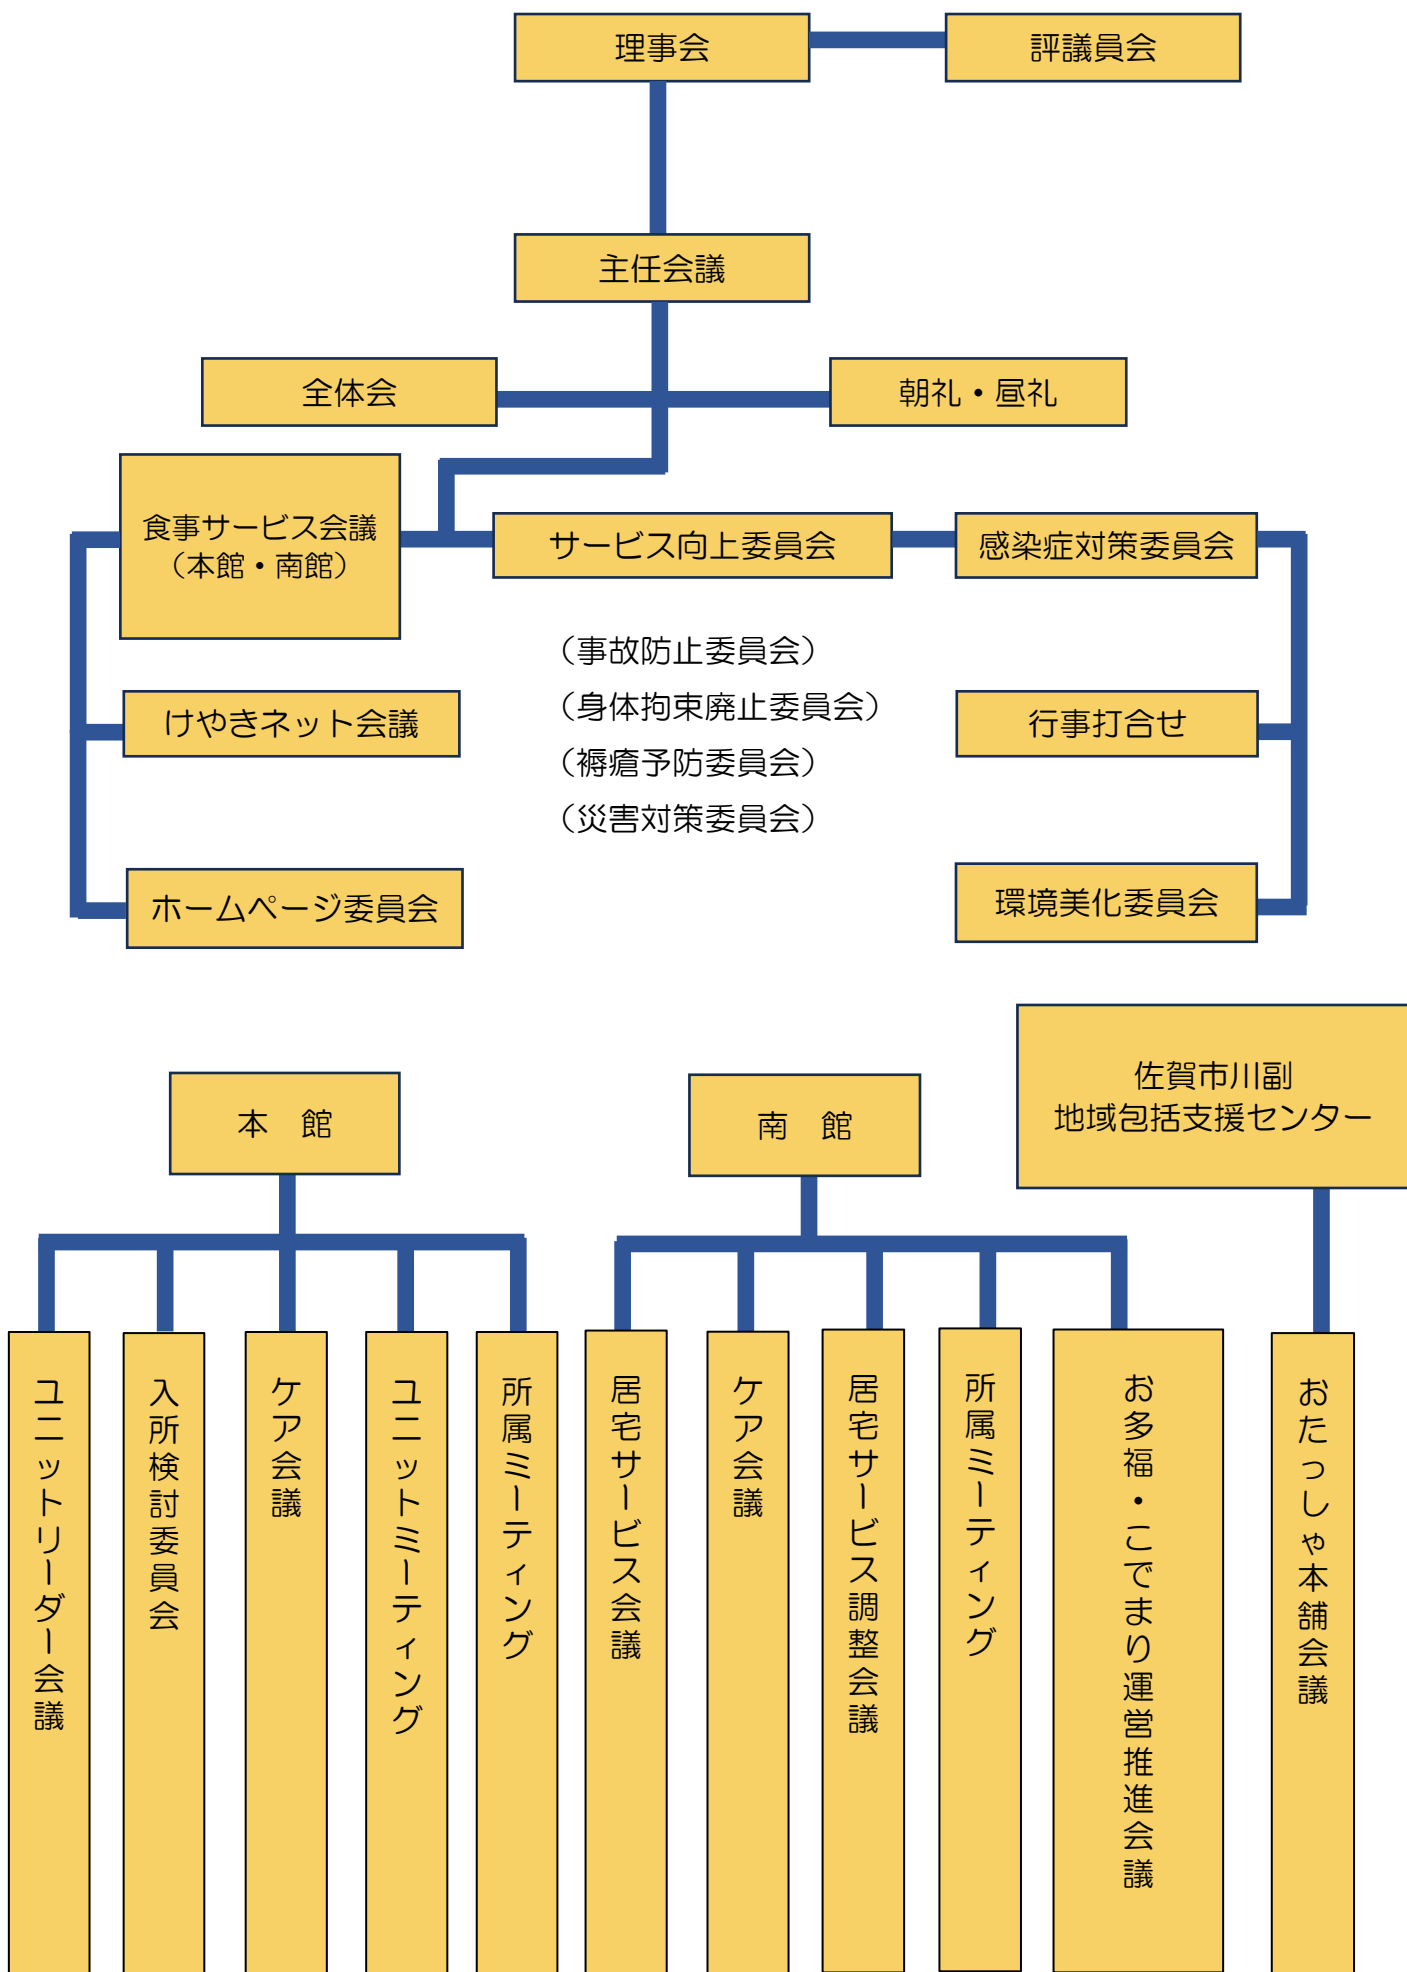 理事会
評議員会
主任会議
全体会
朝礼・昼礼
食事サービス会議
（本館・南館）
サービス向上委員会
感染症対策委員会
（事故防止委員会）
（身体拘束廃止委員会）
（褥瘡予防委員会）
（災害対策委員会）
けやきネット会議
行事打合せ
ホームページ委員会
環境美化委員会
本　館
南　館
佐賀市川副
地域包括支援センター
ユニットリーダー会議
入所検討委員会
ケア会議
ユニットミーティング
所属ミーティング
居宅サービス会議
ケア会議
居宅サービス調整会議
所属ミーティング
お多福・こでまり運営推進会議
おたっしゃ本舗会議